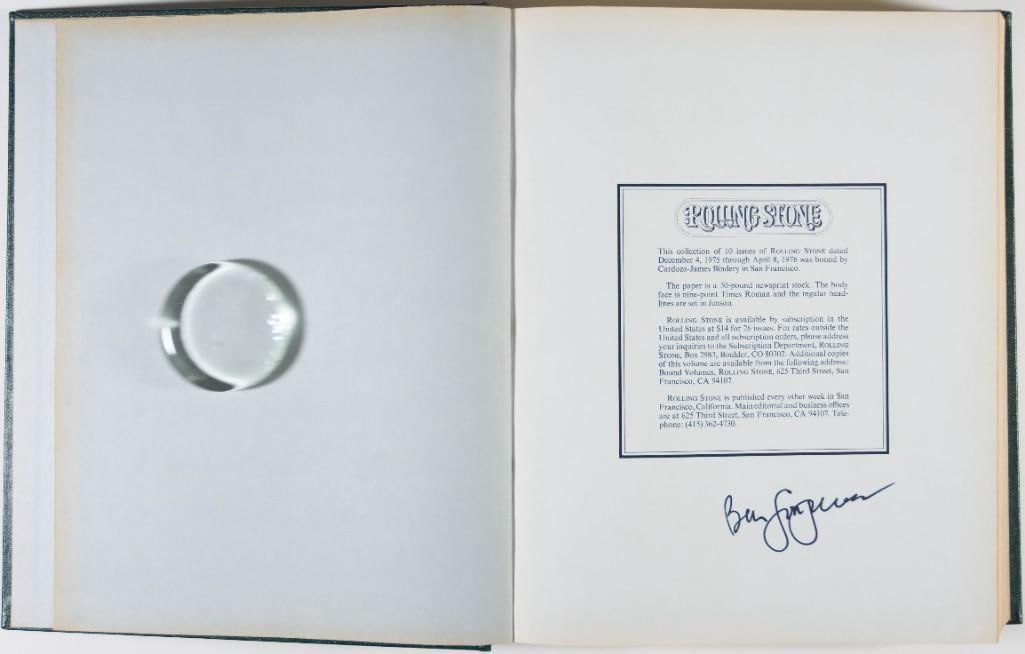 ROLLING STONE
This collection of 10 issues of ROLLING STONE dated
December 4, 1975 through April 8, 1976 was bound by
Cardoza-James Bindery in San Francisco.
The paper is a 30-pound newsprint stock. The body
face is nine-point Times Roman and the regular head-
lines are set in Jenson.
ROLLING STONE is available by subscription in the
United States at $14 for 26 issues. For rates outside the
United States and all subscription orders, please address
your inquiries to the Subscription Department, ROLLING
STONE, Box 2983, Boulder, CO 80302. Additional copies
of this volume are available from the following address:
Bound Volumes, ROLLING STONE, 625 Third Street, San
Francisco, CA 94107.
ROLLING STONE is published every other week in San
Francisco, California. Main editorial and business offices
are at 625 Third Street, San Francisco, CA 94107. Tele-
phone: (415) 362-4730.
Ben